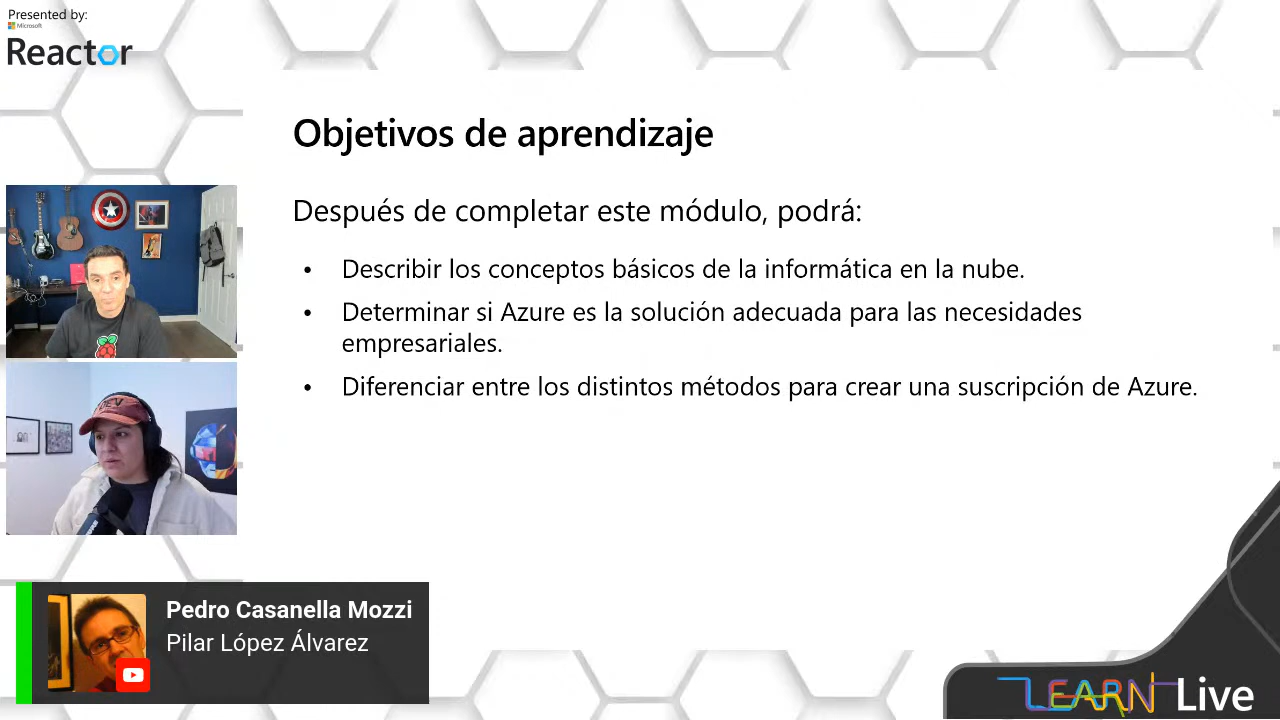 Presented by:
Microsoft
Reactor
Objetivos de aprendizaje
Después de completar este módulo, podrá:
• Describir los conceptos básicos de la informática en la nube.
• Determinar si Azure es la solución adecuada para las necesidades
empresariales.
• Diferenciar entre los distintos métodos para crear una suscripción de Azure.
Pedro Casanella Mozzi
Pilar López Álvarez
LEARN Live